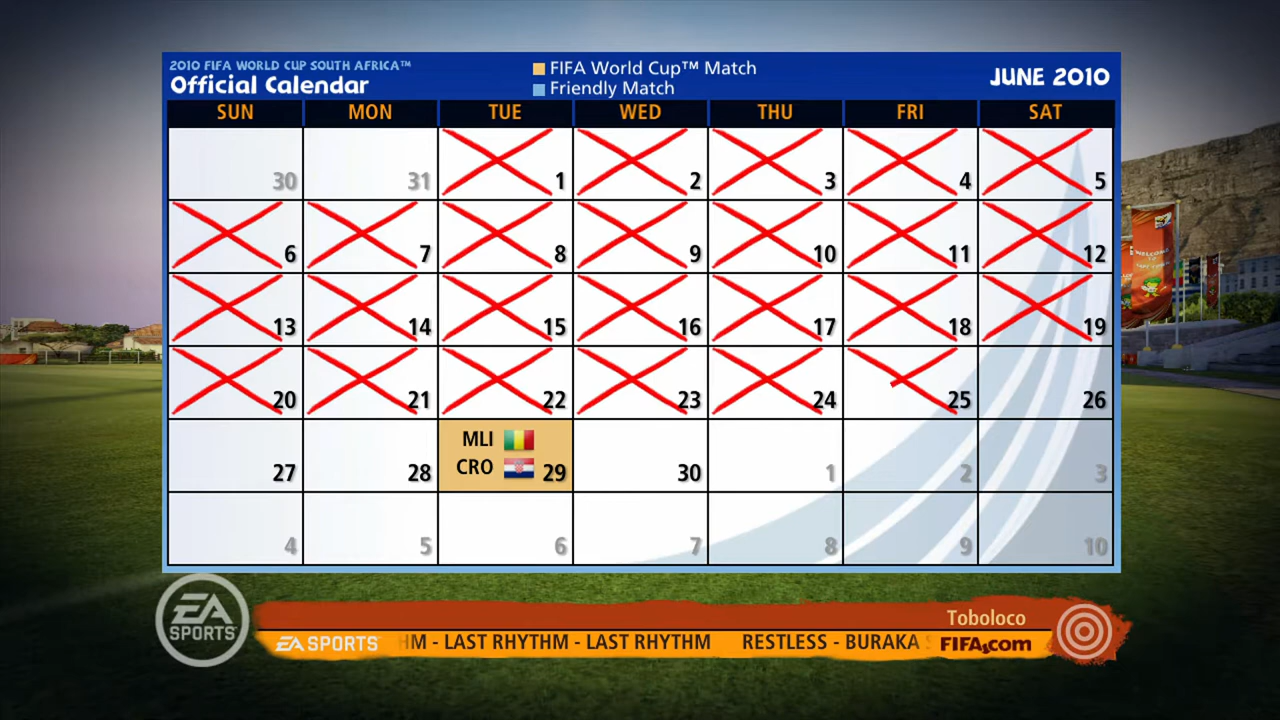 2010 FIFA WORLD CUP SOUTH AFRICA™
Official Calendar
FIFA World Cup™ Match
Friendly Match
JUNE 2010
SUN MON TUE WED THU FRI SAT
30 31 1 2 3 4 5
6 7 8 9 10 11 12
13 14 15 16 17 18 19
20 21 22 23 24 25 26
MLI
CRO
27 28 29 30 1 2 3
4 5 6 7 8 9 10
WELCOME
EA SPORTS
Toboloco
EA SPORTS HM - LAST RHYTHM - LAST RHYTHM RESTLESS - BURAKA FIFA.com